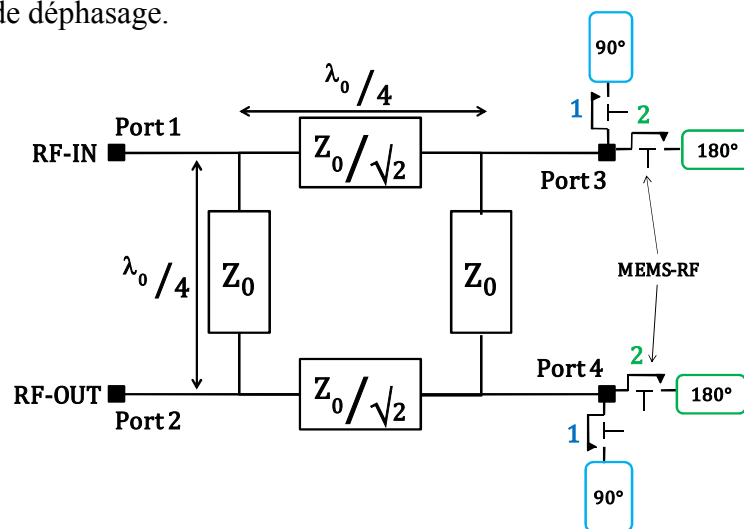 de déphasage.
90°
λ₀/4
1
2
Port 1
RF-IN
Z₀/√2
180°
Port 3
λ₀/4
Z₀
Z₀
MEMS-RF
Port 4
2
RF-OUT
Z₀/√2
180°
Port 2
1
90°